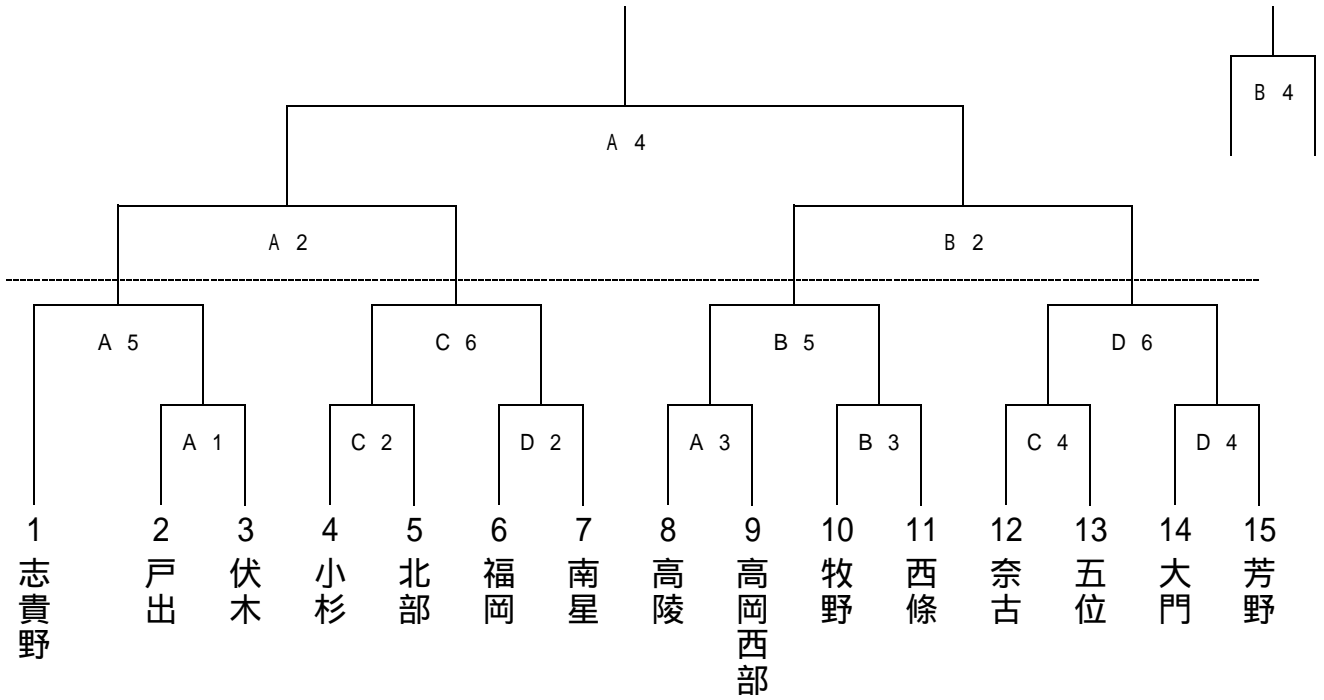 B 4
A 4
A 2 B 2
A 5 C 6 B 5 D 6
A 1 C 2 D 2 A 3 B 3 C 4 D 4
1 2 3 4 5 6 7 8 9 10 11 12 13 14 15
志貴野
戸出
伏木
小杉
北部
福岡
南星
高陵
高岡西部
牧野
西條
奈古
五位
大門
芳野